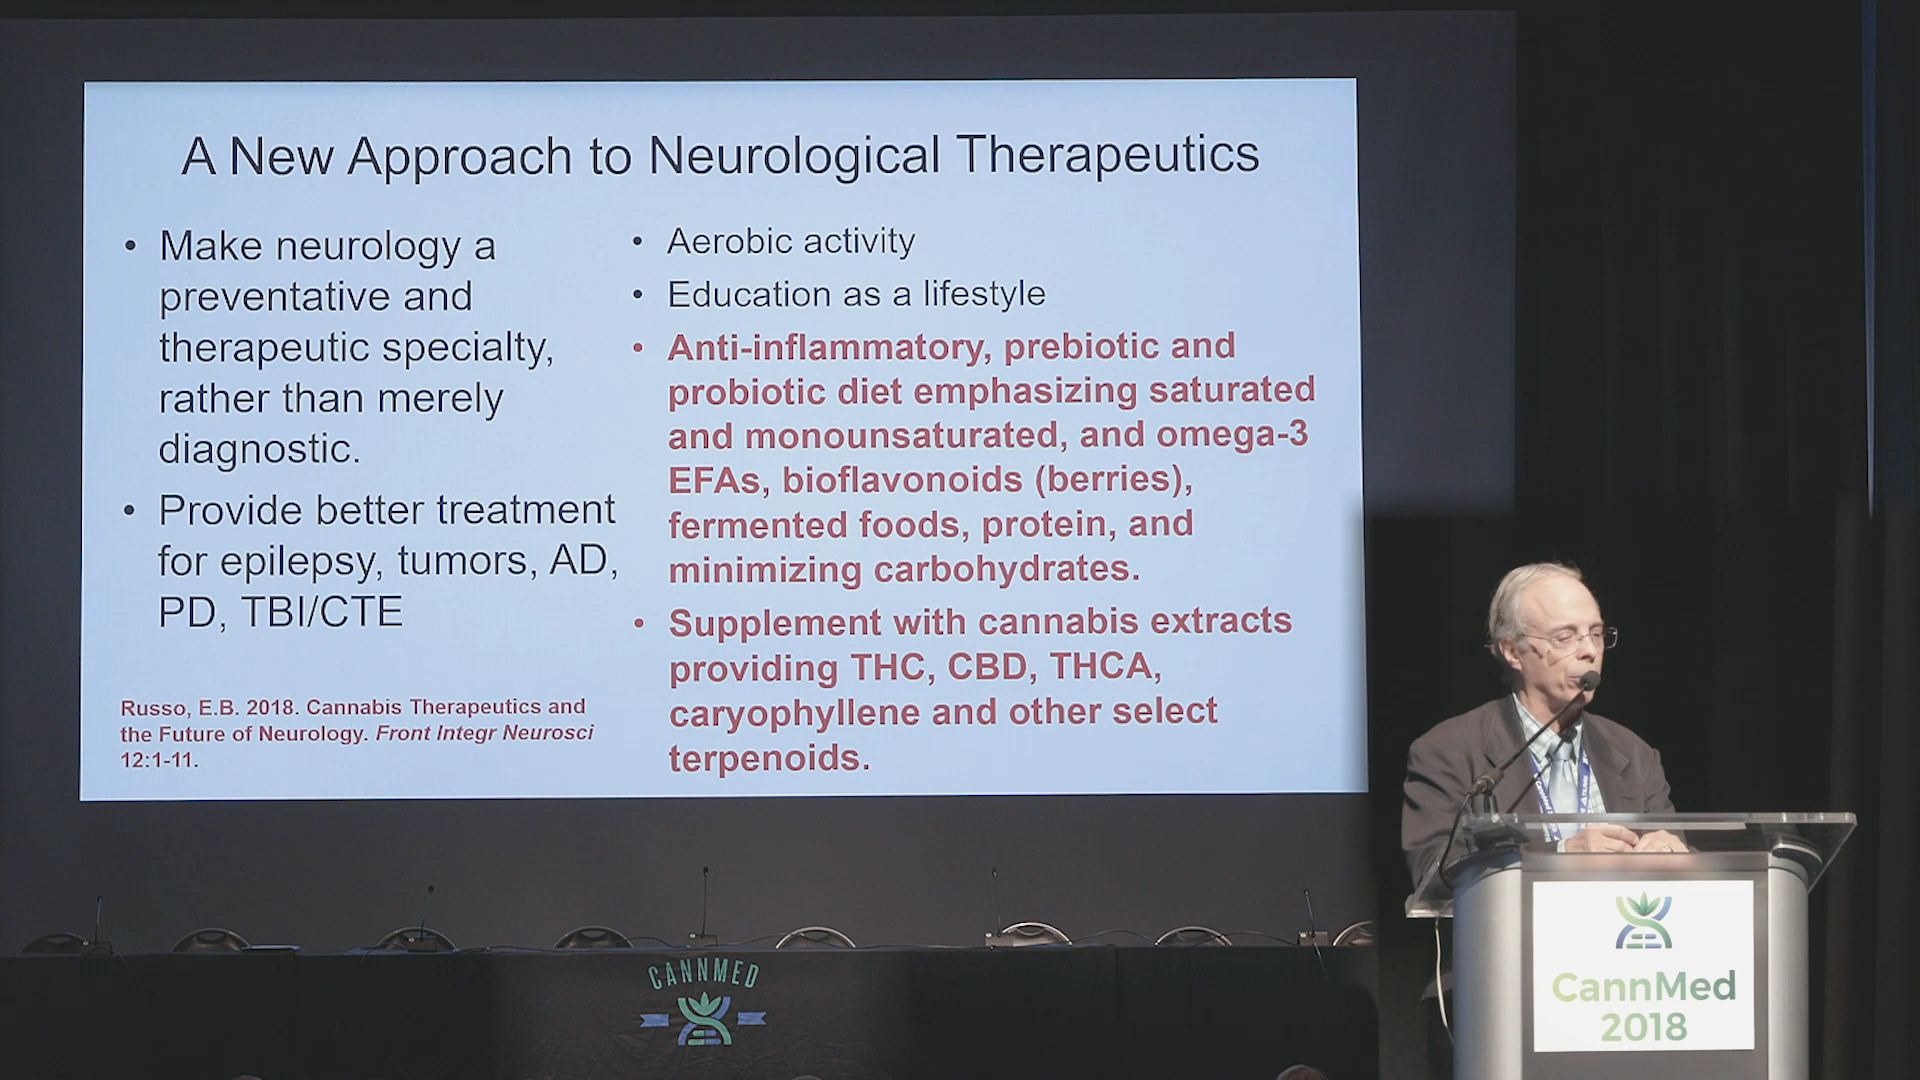 A New Approach to Neurological Therapeutics
• Make neurology a
preventative and
therapeutic specialty,
rather than merely
diagnostic.
• Provide better treatment
for epilepsy, tumors, AD,
PD, TBI/CTE
Russo, E.B. 2018. Cannabis Therapeutics and
the Future of Neurology. Front Integr Neurosci
12:1-11.
• Aerobic activity
• Education as a lifestyle
• Anti-inflammatory, prebiotic and
probiotic diet emphasizing saturated
and monounsaturated, and omega-3
EFAs, bioflavonoids (berries),
fermented foods, protein, and
minimizing carbohydrates.
• Supplement with cannabis extracts
providing THC, CBD, THCA,
caryophyllene and other select
terpenoids.
CANNMED
CannMed
2018